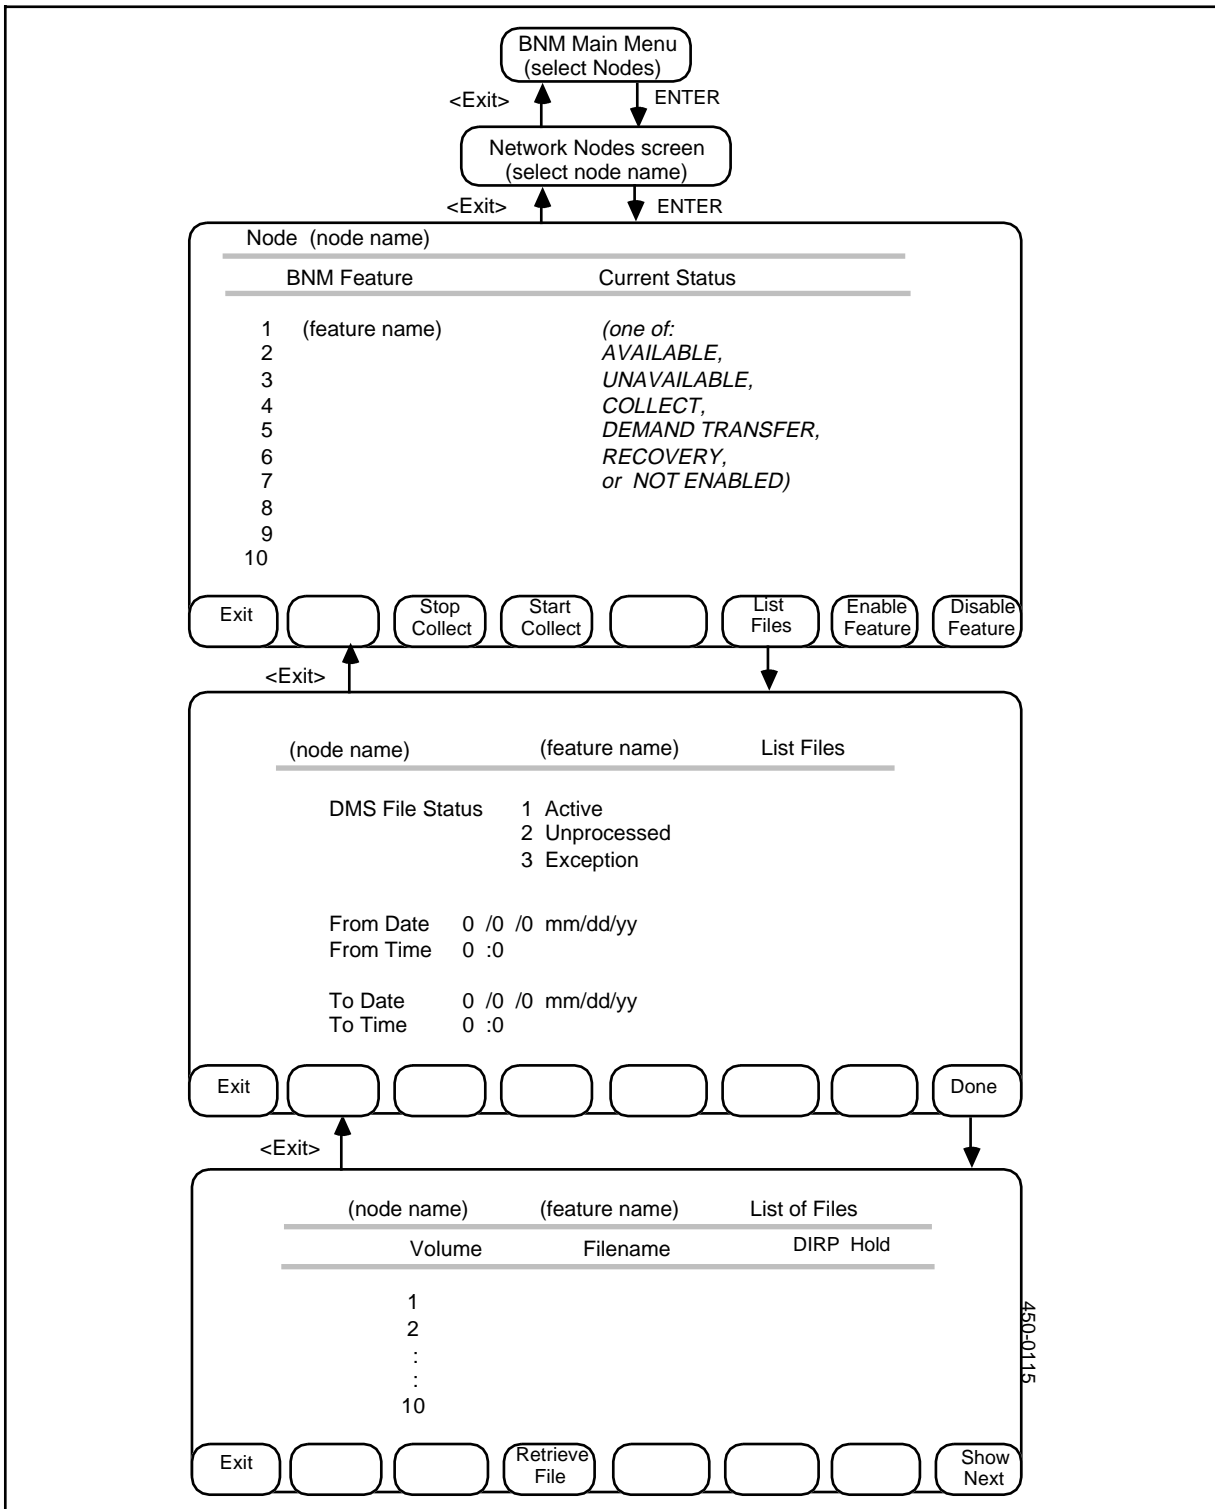 BNM Main Menu
(select Nodes)
<Exit>
ENTER
Network Nodes screen
(select node name)
<Exit>
ENTER
Node (node name)
BNM Feature Current Status
1 (feature name) (one of:
2 AVAILABLE,
3 UNAVAILABLE,
4 COLLECT,
5 DEMAND TRANSFER,
6 RECOVERY,
7 or NOT ENABLED)
8
9
10
Exit
Stop
Collect
Start
Collect
List
Files
Enable
Feature
Disable
Feature
<Exit>
(node name) (feature name) List Files
DMS File Status 1 Active
2 Unprocessed
3 Exception
From Date 0 /0 /0 mm/dd/yy
From Time 0 :0
To Date 0 /0 /0 mm/dd/yy
To Time 0 :0
Exit
Done
<Exit>
(node name) (feature name) List of Files
Volume Filename DIRP Hold
1
2
:
:
10
450-0115
Exit
Retrieve
File
Show
Next